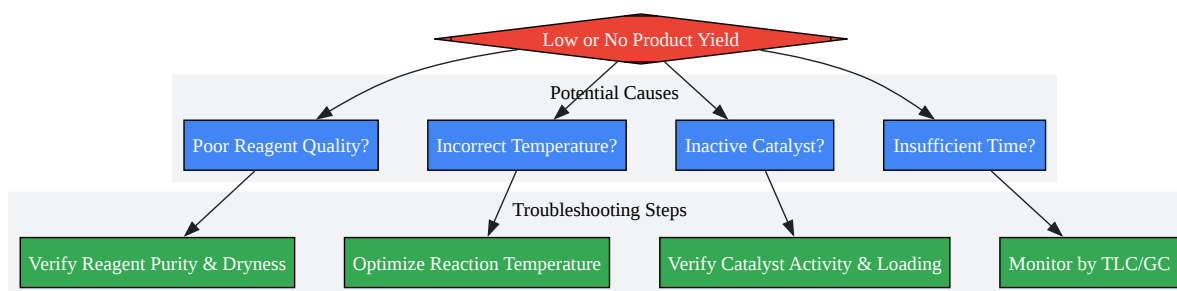 Low or No Product Yield
Potential Causes
Poor Reagent Quality?
Incorrect Temperature?
Inactive Catalyst?
Insufficient Time?
Troubleshooting Steps
Verify Reagent Purity & Dryness
Optimize Reaction Temperature
Verify Catalyst Activity & Loading
Monitor by TLC/GC